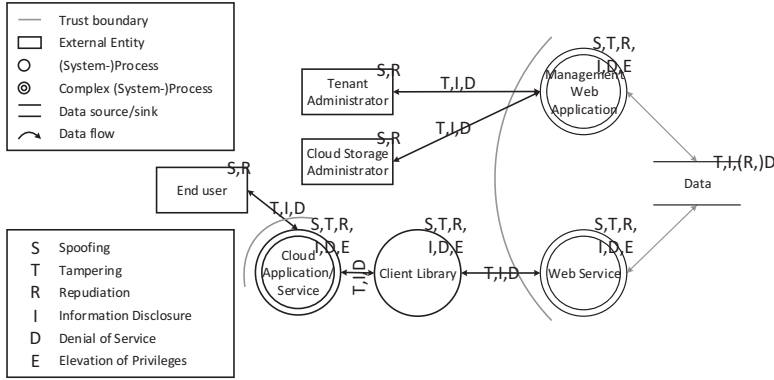 Trust boundary
External Entity
(System-)Process
Complex (System-)Process
Data source/sink
Data flow
S,R
Tenant
Administrator
T,I,D
S,T,R,
I,D,E
Management
Web
Application
S,R
Cloud Storage
Administrator
T,I,D
T,I,(R,)D
Data
S,R
End user
T,I,D
S,T,R,
I,D,E
Cloud
Application/
Service
T,I,D
S,T,R,
I,D,E
Client Library
T,I,D
S,T,R,
I,D,E
Web Service
S Spoofing
T Tampering
R Repudiation
I Information Disclosure
D Denial of Service
E Elevation of Privileges